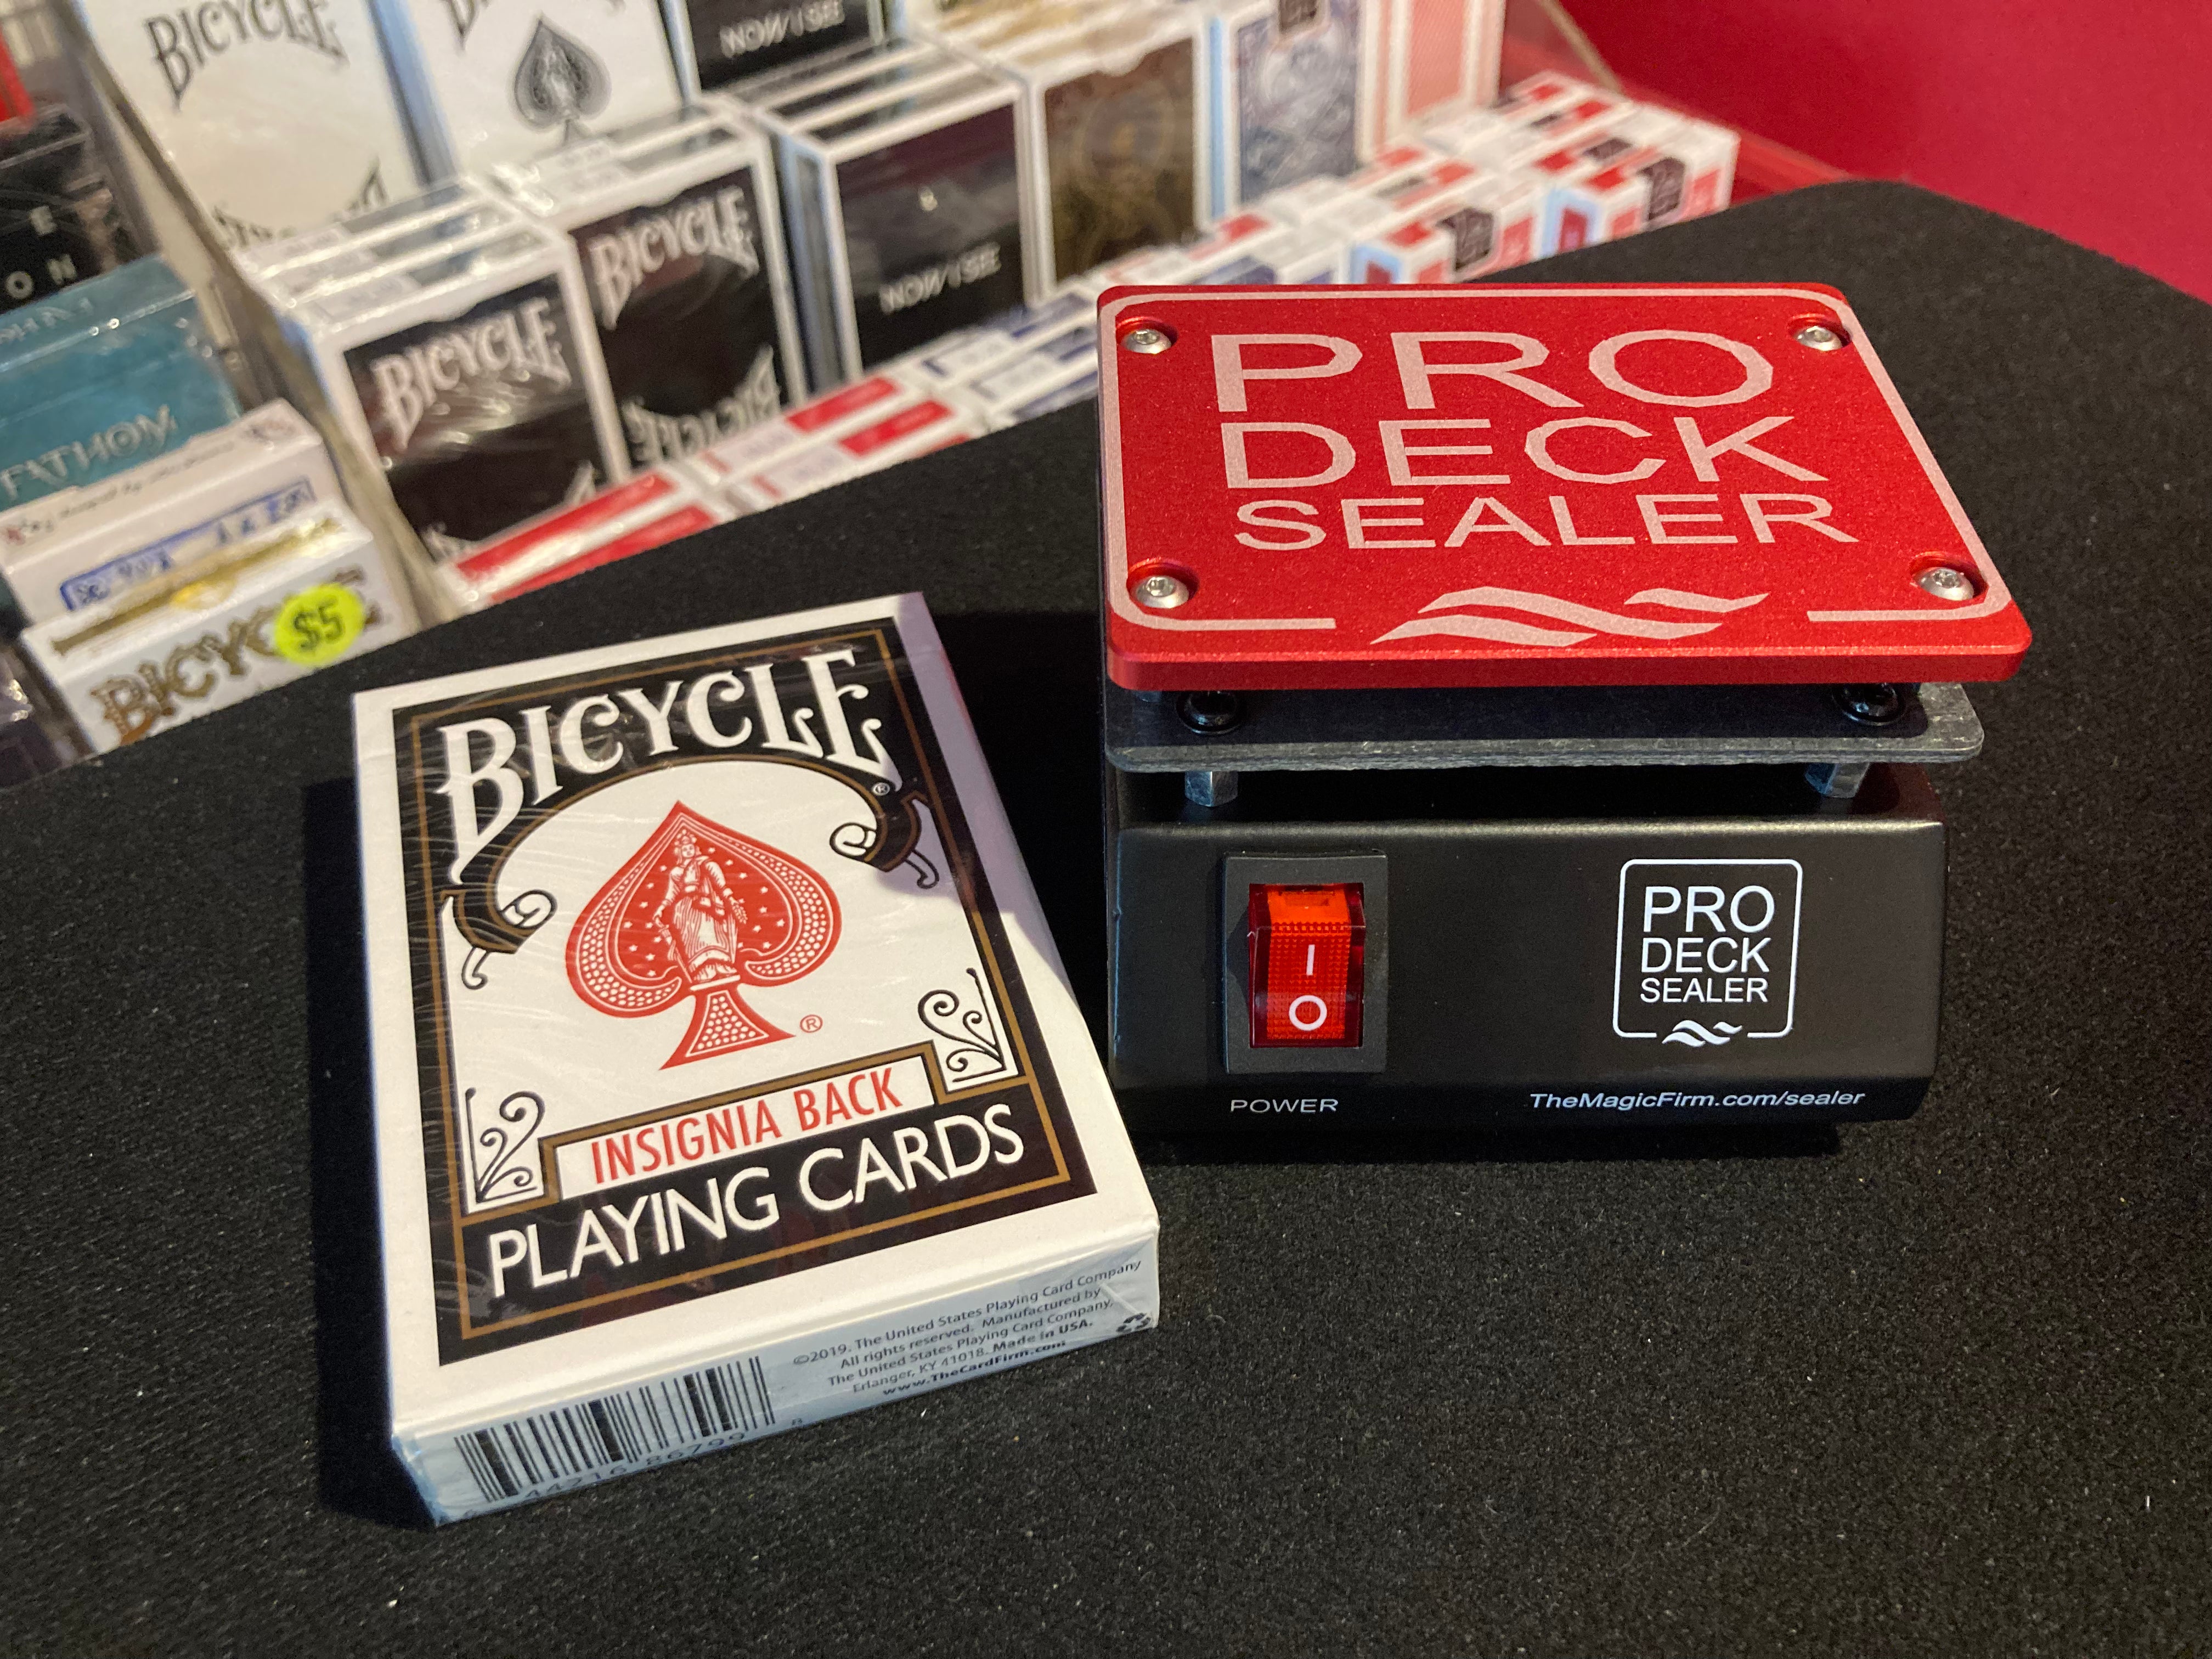 BICYCLE
NOW I SEE
BICYCLE
BICYCLE
NOW I SEE
FATHOM
$5
PRO
DECK
SEALER
BICYCLE®
®
INSIGNIA BACK
PLAYING CARDS
©2019. The United States Playing Card Company
All rights reserved. Manufactured by
The United States Playing Card Company,
Erlanger, KY 41018. Made in USA.
www.TheCardFirm.com
I
O
POWER
PRO
DECK
SEALER
TheMagicFirm.com/sealer